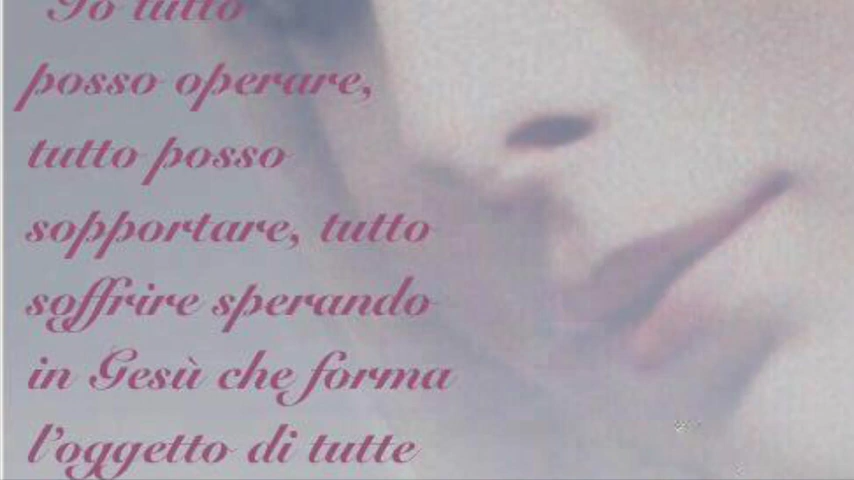 Io tutto
posso operare,
tutto posso
sopportare, tutto
soffrire sperando
in Gesù che forma
l'oggetto di tutte